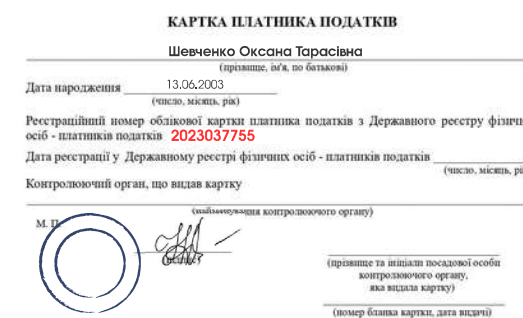 КАРТКА ПЛАТНИКА ПОДАТКІВ
Шевченко Оксана Тарасівна
(прізвище, ім'я, по батькові)
Дата народження 13.06.2003
(число, місяць, рік)
Реєстраційний номер облікової картки платника податків з Державного реєстру фізичн
осіб - платників податків 2023037755
Дата реєстрації у Державному реєстрі фізичних осіб - платників податків
(число, місяць, рі
Контролюючий орган, що видав картку
(найменування контролюючого органу)
М. П.
(підпис)
(прізвище та ініціали посадової особи
контролюючого органу,
яка видала картку)
(номер бланка картки, дата видачі)